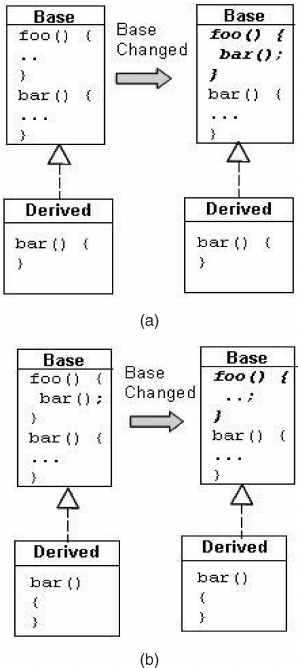 Base
foo() {
..
}
bar() {
...
}
Base
Changed
Base
foo() {
bar();
}
bar() {
...
}
Derived
bar() {
}
Derived
bar() {
}
(a)
Base
foo() {
bar();
}
bar() {
...
}
Base
Changed
Base
foo() {
..;
}
bar() {
...
}
Derived
bar()
{
}
Derived
bar()
{
}
(b)